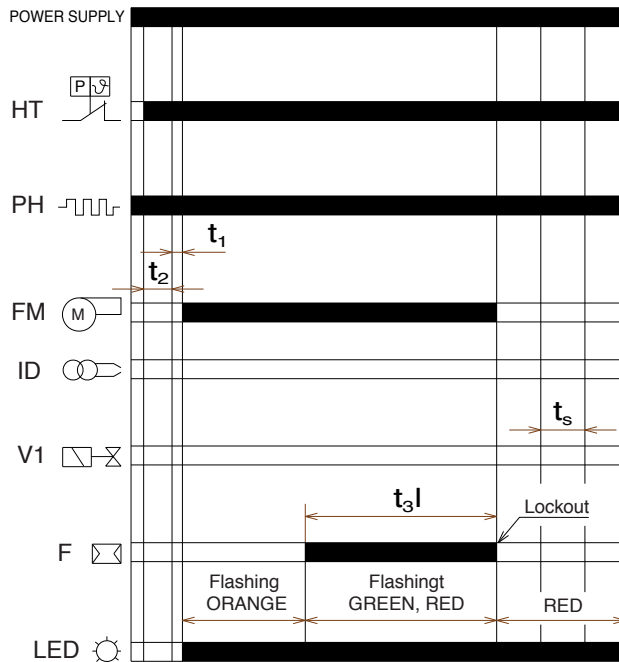 POWER SUPPLY
P ϑ
HT
PH
t1
t2
FM M
ID
ts
V1
t3l
Lockout
F
Flashing
ORANGE
Flashingt
GREEN, RED
RED
LED